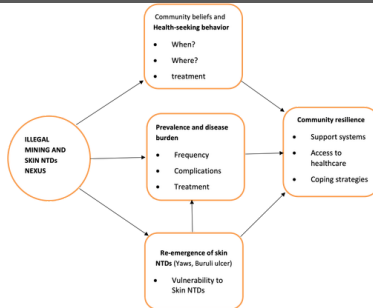 Community beliefs and
Health-seeking behavior
• When?
• Where?
• treatment
ILLEGAL
MINING AND
SKIN NTDs
NEXUS
Prevalence and disease
burden
• Frequency
• Complications
• Treatment
Community resilience
• Support systems
• Access to
healthcare
• Coping strategies
Re-emergence of skin
NTDs (Yaws, Buruli ulcer)
• Vulnerability to
Skin NTDs